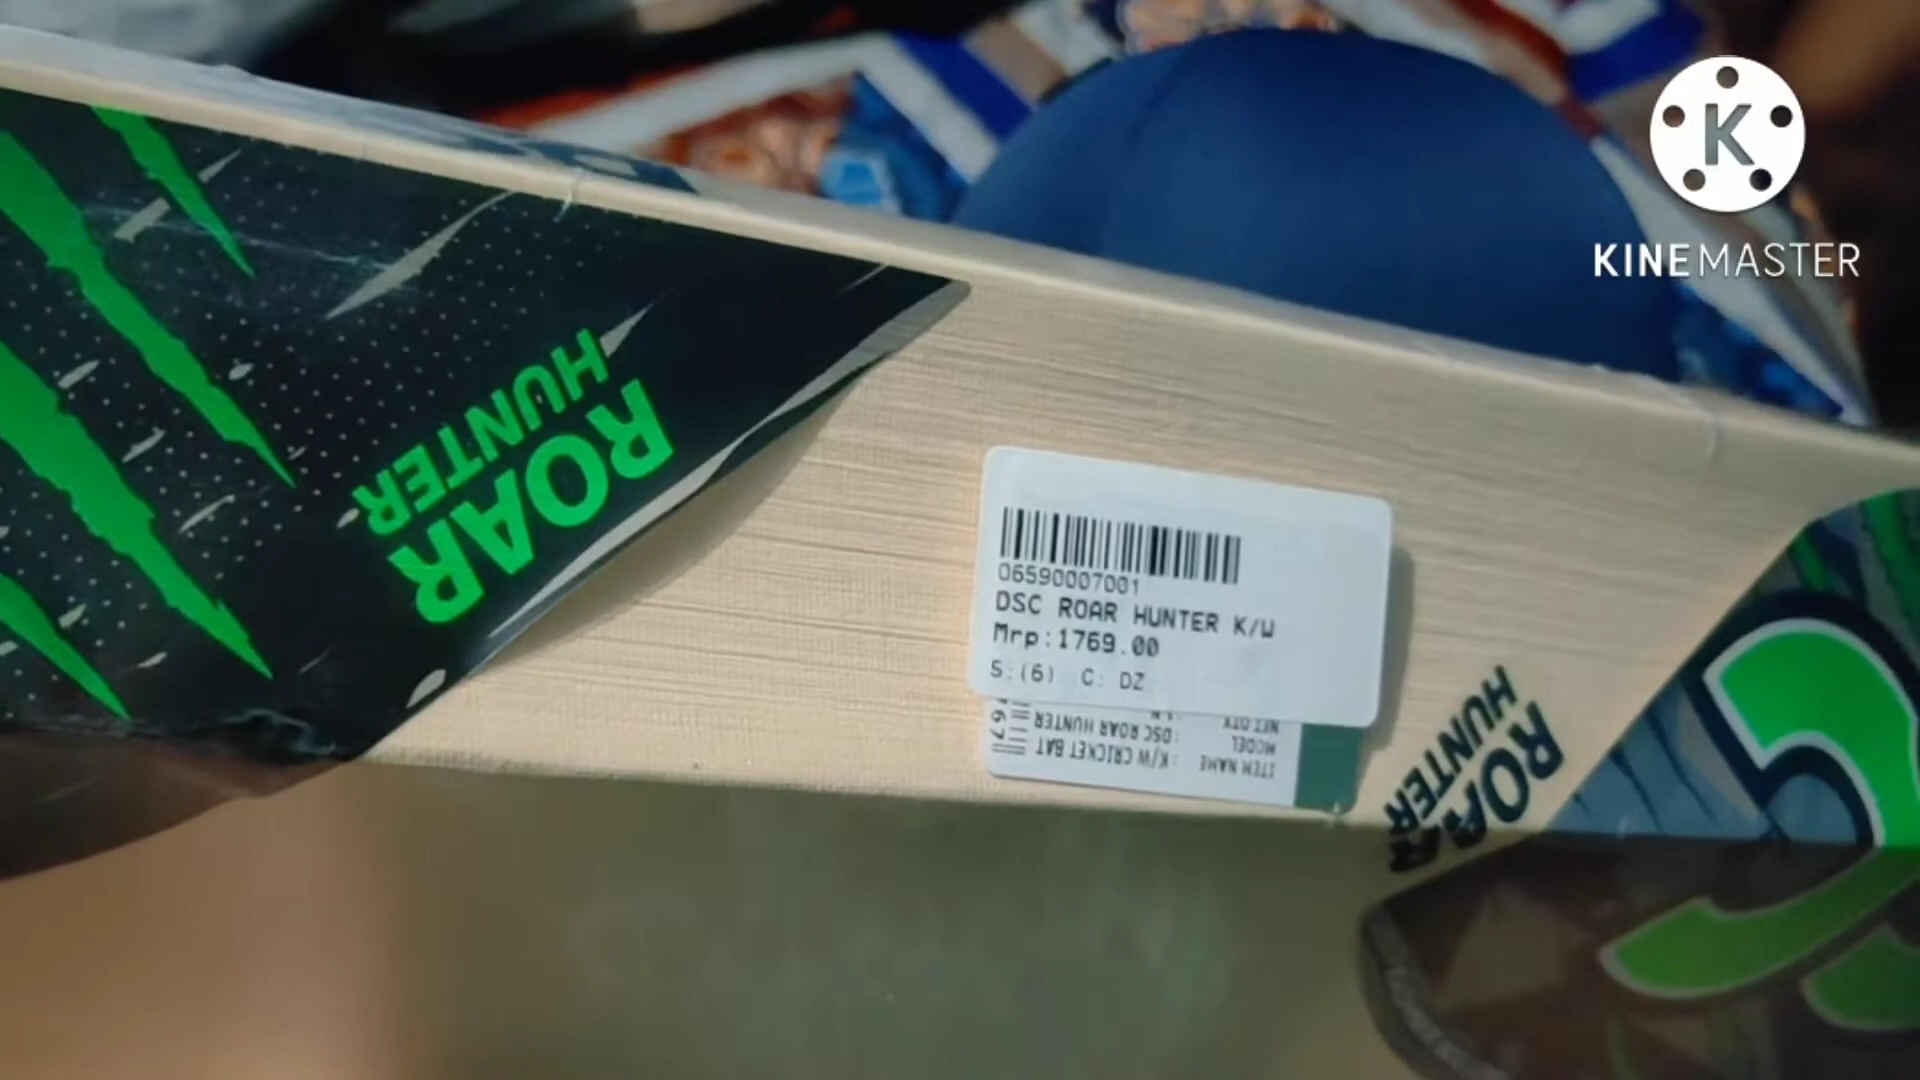 K
KINEMASTER
ROAR
HUNTER
06590007001
DSC ROAR HUNTER K/W
Mrp:1769.00
S:(6) C: DZ
ITEM NAME : K/W CRICKET BAT
MODEL : DSC ROAR HUNTER
NET QTY
ROAR
HUNTER